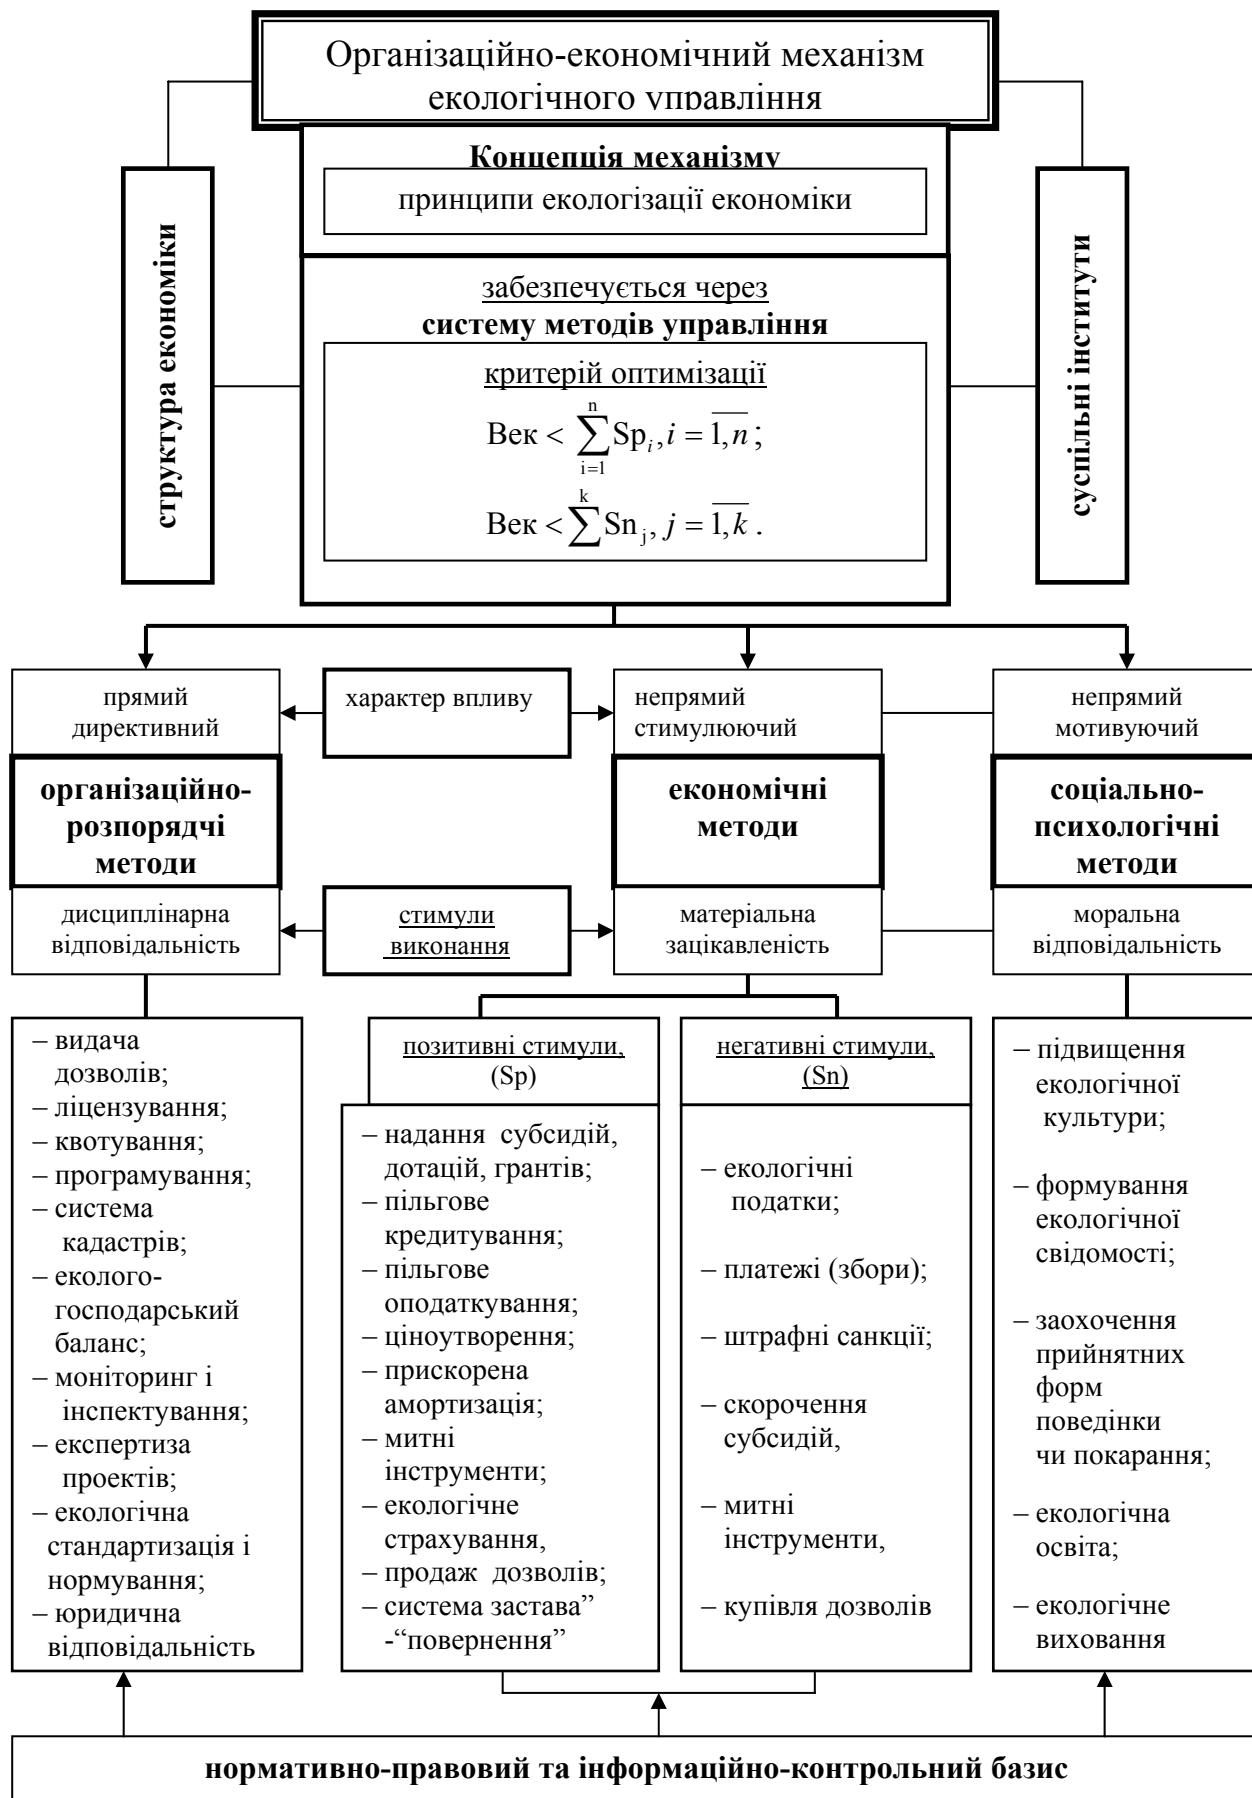 Організаційно-економічний механізм
екологічного управління
Концепція механізму
принципи екологізації економіки
структура економіки
суспільні інститути
забезпечується через
систему методів управління
критерій оптимізації
n
Век < ∑ Sp i, i = 1, n ;
i=1
k
Век < ∑ Sn j, j = 1, k .
прямий
директивний
характер впливу
непрямий
стимулюючий
непрямий
мотивуючий
організаційно-
розпорядчі
методи
економічні
методи
соціально-
психологічні
методи
дисциплінарна
відповідальність
стимули
виконання
матеріальна
зацікавленість
моральна
відповідальність
– видача
дозволів;
– ліцензування;
– квотування;
– програмування;
– система
кадастрів;
– еколого-
господарський
баланс;
– моніторинг і
інспектування;
– експертиза
проектів;
– екологічна
стандартизація і
нормування;
– юридична
відповідальність
позитивні стимули,
(Sp)
– надання субсидій,
дотацій, грантів;
– пільгове
кредитування;
– пільгове
оподаткування;
– ціноутворення;
– прискорена
амортизація;
– митні
інструменти;
– екологічне
страхування,
– продаж дозволів;
– система застава”
-“повернення”
негативні стимули,
(Sn)
– екологічні
податки;
– платежі (збори);
– штрафні санкції;
– скорочення
субсидій,
– митні
інструменти,
– купівля дозволів
– підвищення
екологічної
культури;
– формування
екологічної
свідомості;
– заохочення
прийнятних
форм
поведінки
чи покарання;
– екологічна
освіта;
– екологічне
виховання
нормативно-правовий та інформаційно-контрольний базис